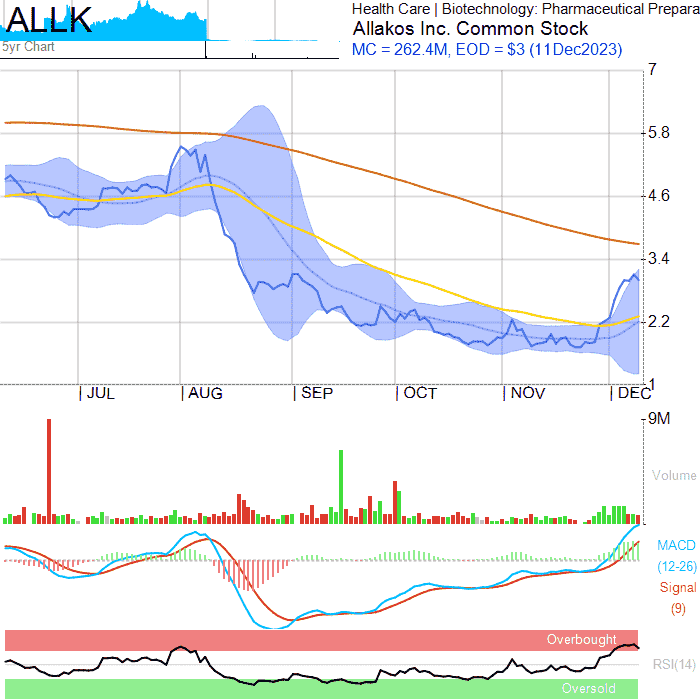 ALLK
5yr Chart
Health Care | Biotechnology: Pharmaceutical Prepara
Allakos Inc. Common Stock
MC = 262.4M, EOD = $3 (11Dec2023)
7
5.8
4.6
3.4
2.2
1
JUL
AUG
SEP
OCT
NOV
DEC
9M
Volume
MACD
(12-26)
Signal
(9)
Overbought
RSI(14)
Oversold